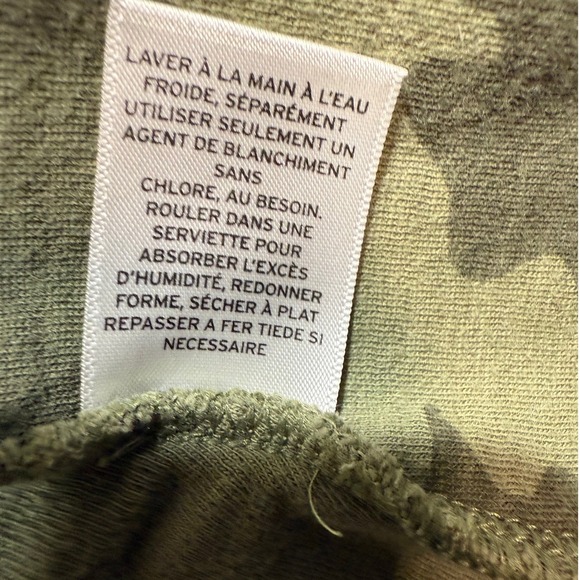 LAVER À LA MAIN À L'EAU
FROIDE, SÉPARÉMENT
UTILISER SEULEMENT UN
AGENT DE BLANCHIMENT
SANS
CHLORE, AU BESOIN.
ROULER DANS UNE
SERVIETTE POUR
ABSORBER L'EXCÈS
D'HUMIDITÉ, REDONNER
FORME, SÉCHER À PLAT
REPASSER A FER TIEDE SI
NECESSAIRE